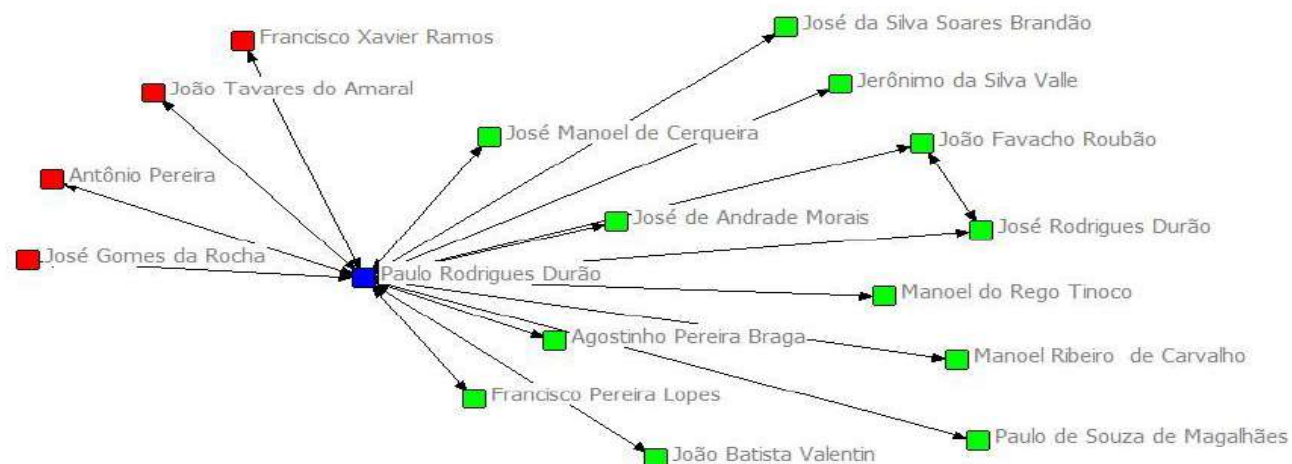 José da Silva Soares Brandão
Francisco Xavier Ramos
Jerônimo da Silva Valle
João Tavares do Amaral
José Manoel de Cerqueira
João Favacho Roubão
Antônio Pereira
José de Andrade Morais
José Rodrigues Durão
José Gomes da Rocha
Paulo Rodrigues Durão
Manoel do Rego Tinoco
Agostinho Pereira Braga
Manoel Ribeiro de Carvalho
Francisco Pereira Lopes
Paulo de Souza de Magalhães
João Batista Valentin